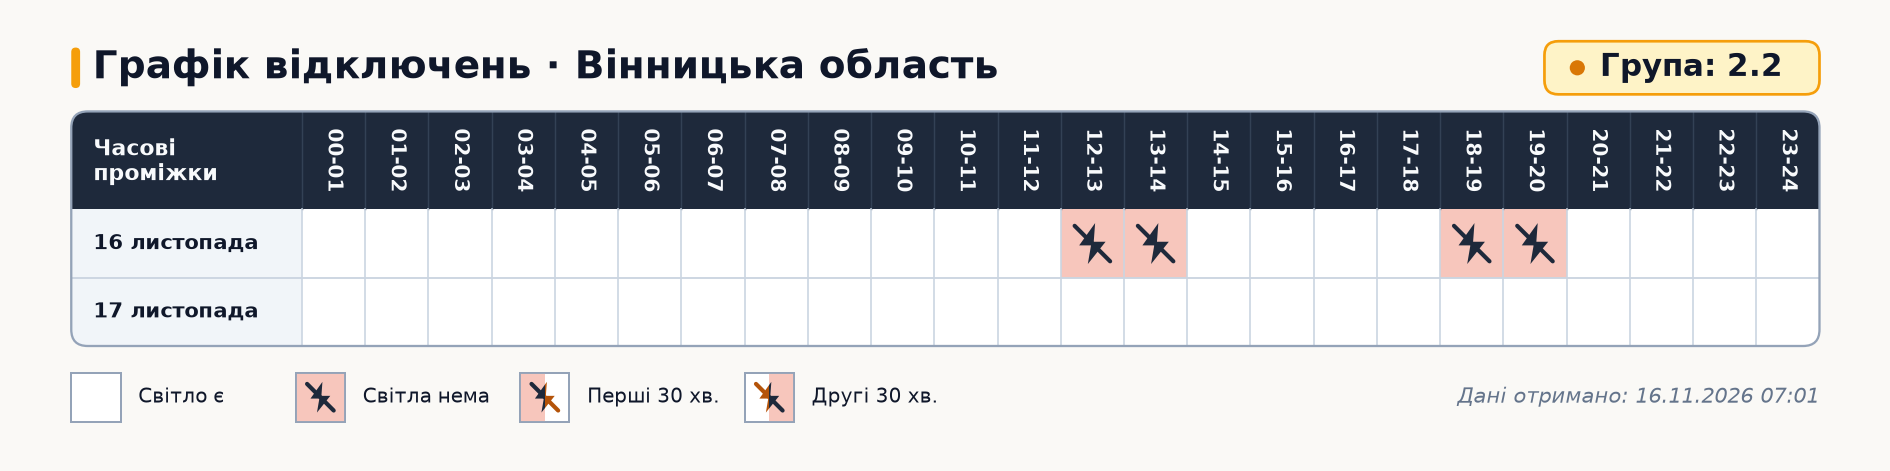 Графік відключень · Вінницька область
Група: 2.2
Часові
проміжки
00-01
01-02
02-03
03-04
04-05
05-06
06-07
07-08
08-09
09-10
10-11
11-12
12-13
13-14
14-15
15-16
16-17
17-18
18-19
19-20
20-21
21-22
22-23
23-24
16 листопада
17 листопада
Світло є
Світла нема
Перші 30 хв.
Другі 30 хв.
Дані отримано: 16.11.2026 07:01